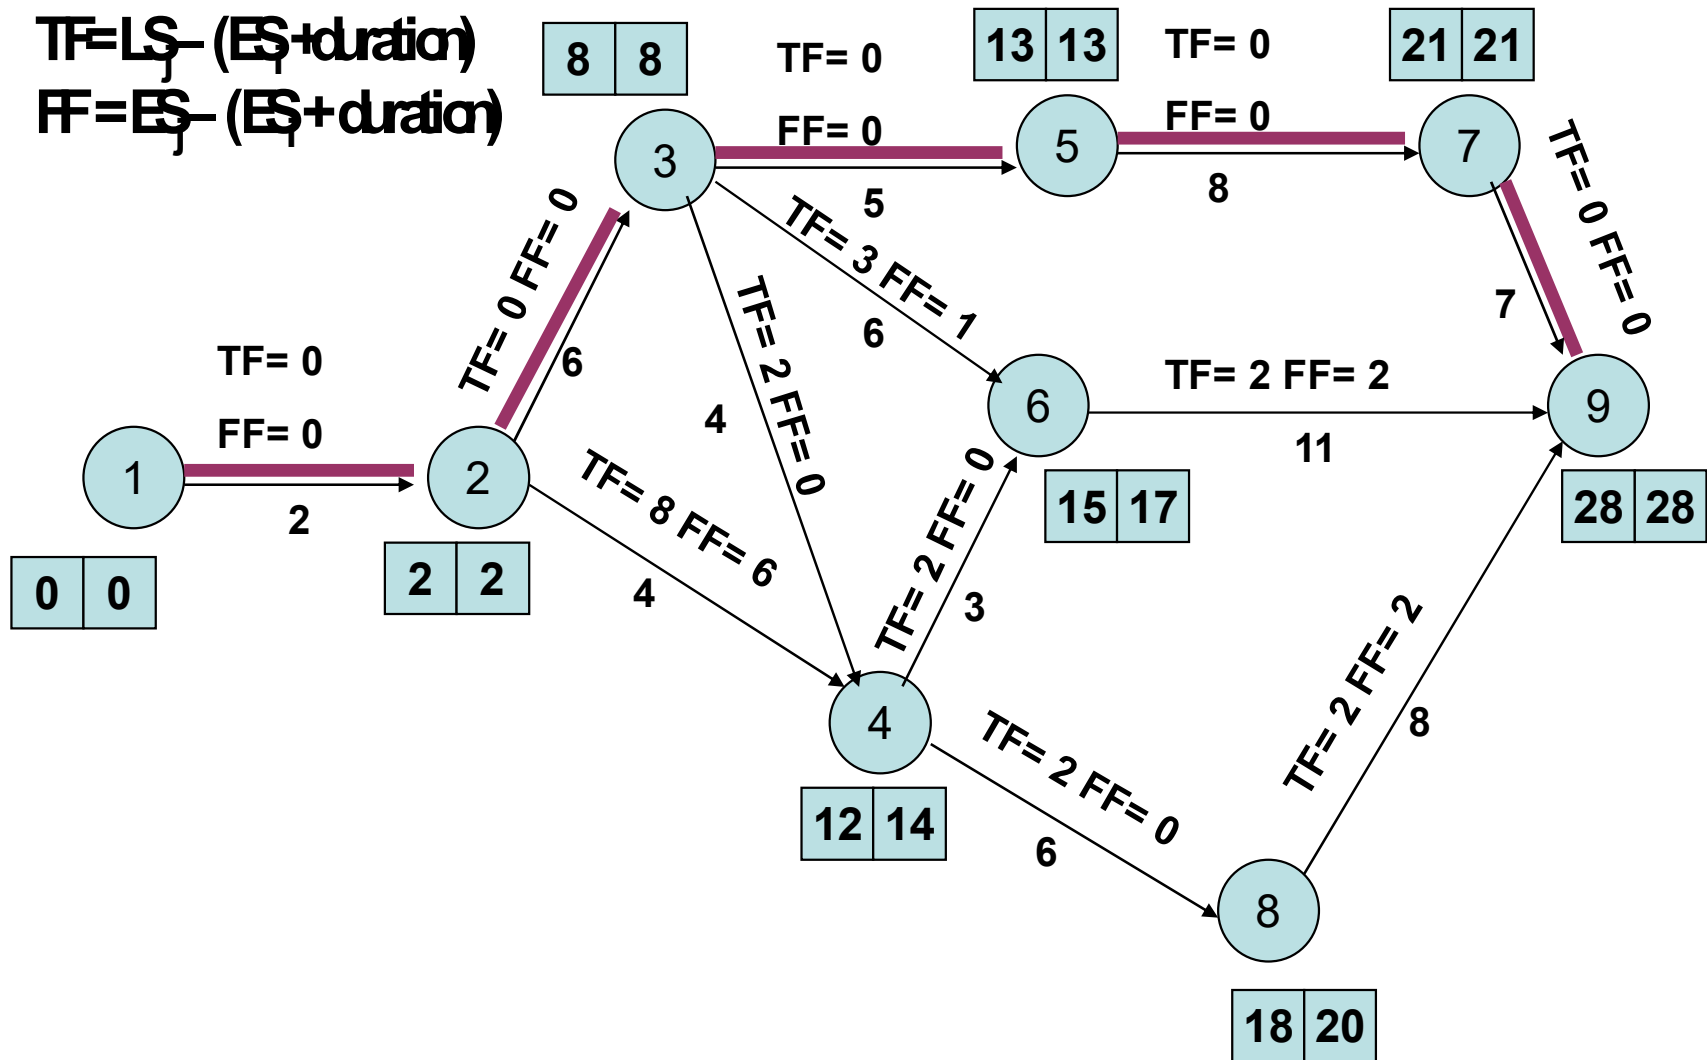 TF=LSj– (ESi+duration)
FF=ESj– (ESi+duration)
8 8
TF= 0
FF= 0
13 13
TF= 0
FF= 0
21 21
3
5
5
8
7
TF= 0 FF= 0
7
TF= 0 FF= 0
6
TF= 3 FF= 1
6
TF= 2 FF= 0
4
TF= 0
FF= 0
1
2
0 0
2
2 2
TF= 8 FF= 6
4
6
TF= 2 FF= 2
11
9
15 17
28 28
TF= 2 FF= 0
3
4
12 14
TF= 2 FF= 0
6
TF= 2 FF= 2
8
8
18 20